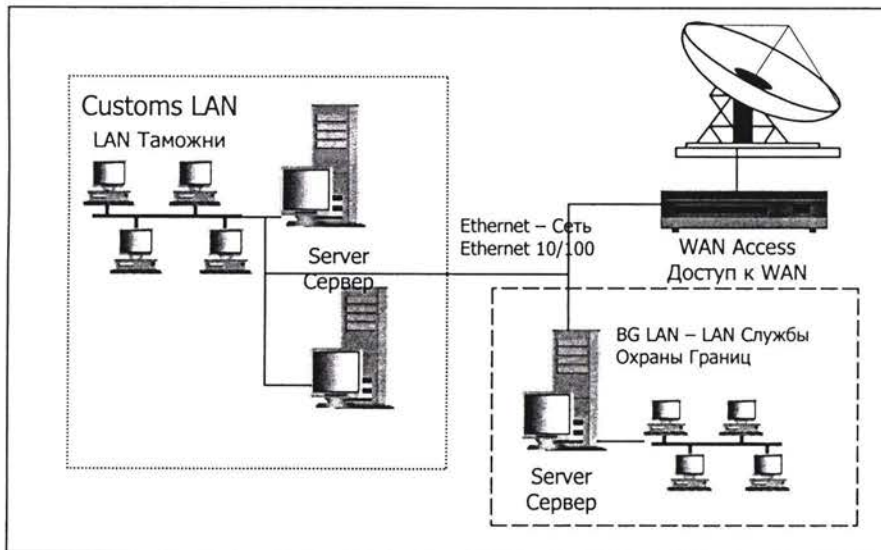 Customs LAN
LAN Таможни
Server
Сервер
Ethernet – Сеть
Ethernet 10/100
WAN Access
Доступ к WAN
BG LAN – LAN Службы
Охраны Границ
Server
Сервер